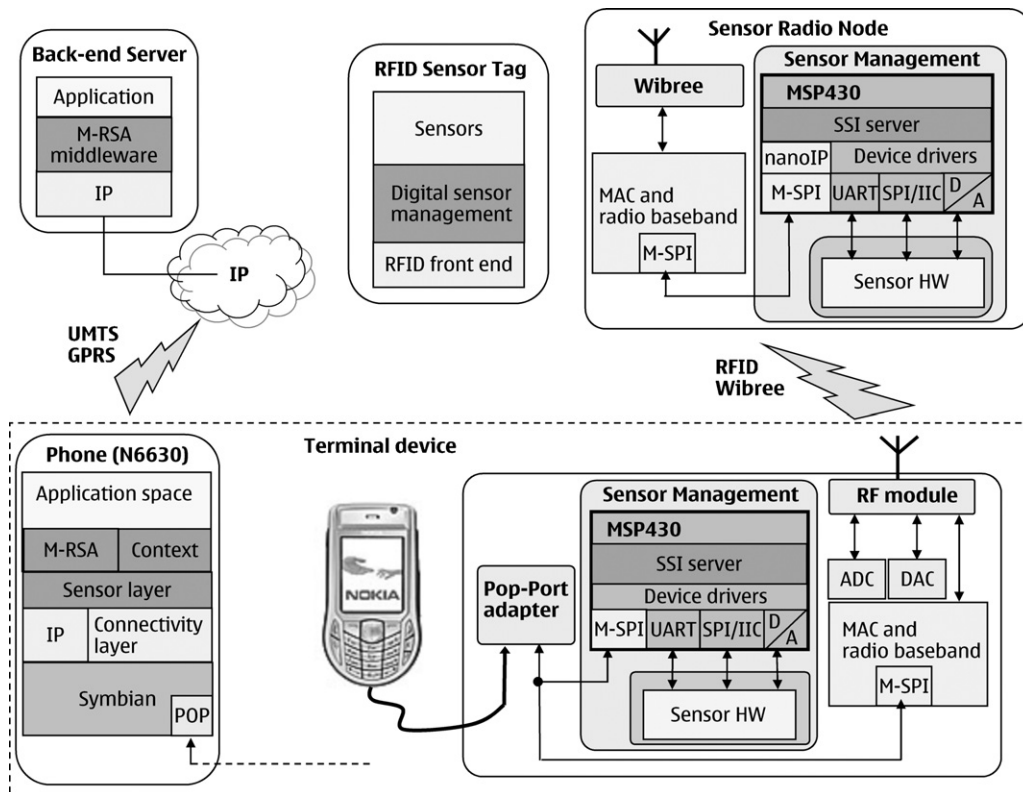 Back-end Server
Application
M-RSA
middleware
IP
IP
UMTS
GPRS
RFID Sensor Tag
Sensors
Digital sensor
management
RFID front end
Sensor Radio Node
Wibree
MAC and
radio baseband
M-SPI
Sensor Management
MSP430
SSI server
nanoIP
Device drivers
M-SPI
UART
SPI/IIC
D
A
Sensor HW
RFID
Wibree
Terminal device
Phone (N6630)
Application space
M-RSA
Context
Sensor layer
IP
Connectivity
layer
Symbian
POP
NOKIA
Pop-Port
adapter
Sensor Management
MSP430
SSI server
Device drivers
M-SPI
UART
SPI/IIC
D
A
Sensor HW
RF module
ADC
DAC
MAC and
radio baseband
M-SPI